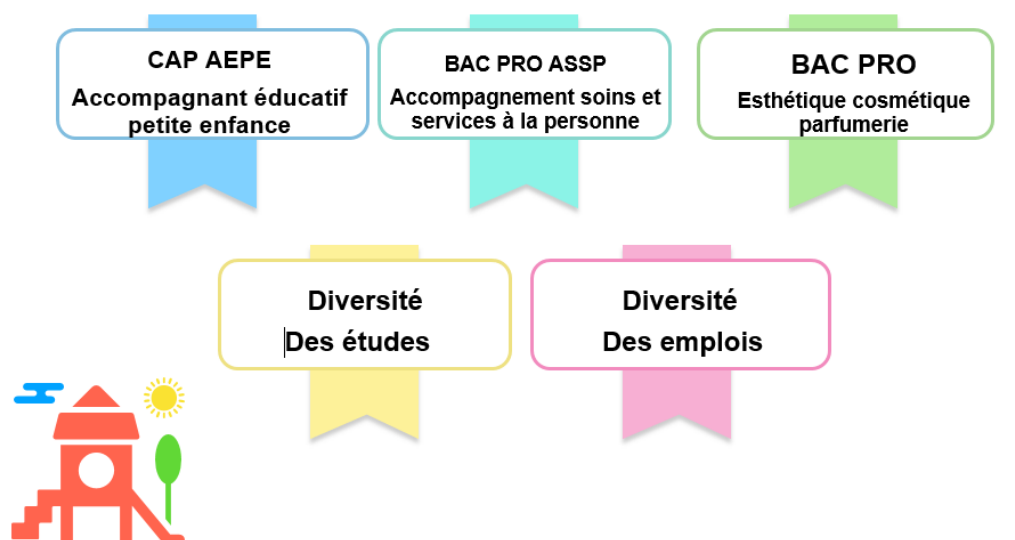 CAP AEPE
Accompagnant éducatif
petite enfance
BAC PRO ASSP
Accompagnement soins et
services à la personne
BAC PRO
Esthétique cosmétique
parfumerie
Diversité
Des études
Diversité
Des emplois